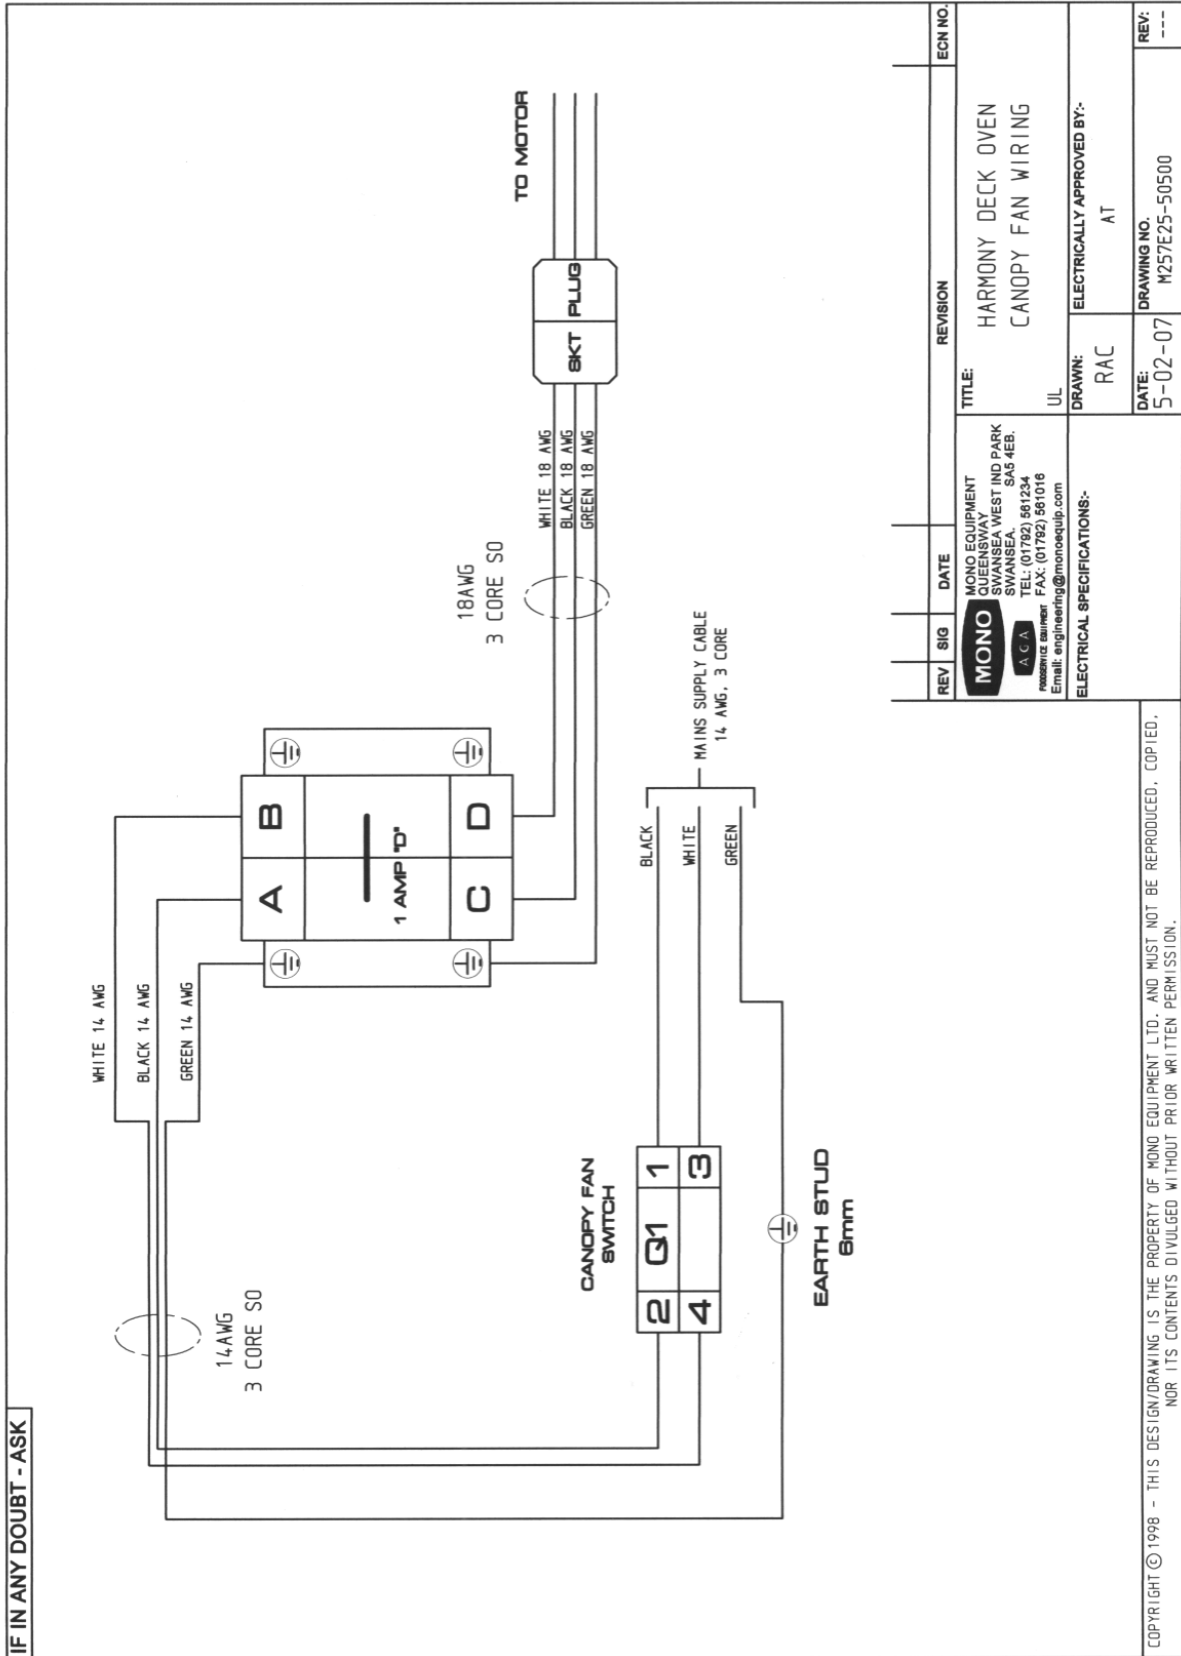 IF IN ANY DOUBT - ASK
WHITE 14 AWG
BLACK 14 AWG
GREEN 14 AWG
14AWG
3 CORE SO
B
A
1 AMP "D"
D
C
18AWG
3 CORE SO
WHITE 18 AWG
BLACK 18 AWG
GREEN 18 AWG
SKT PLUG
TO MOTOR
CANOPY FAN
SWITCH
2 Q1 1
4 3
BLACK
WHITE
GREEN
MAINS SUPPLY CABLE
14 AWG, 3 CORE
EARTH STUD
6mm
REV SIG DATE REVISION ECN NO.
MONO
AGA
FOODSERVICE EQUIPMENT
MONO EQUIPMENT
QUEENSWAY
SWANSEA WEST IND PARK
SWANSEA. SA5 4EB.
TEL: (01792) 561234
FAX: (01792) 561016
Email: engineering@monoequip.com
TITLE:
HARMONY DECK OVEN
CANOPY FAN WIRING
UL
ELECTRICAL SPECIFICATIONS:-
DRAWN:
RAC
ELECTRICALLY APPROVED BY:-
AT
DATE:
5-02-07
DRAWING NO.
M257E25-50500
REV:
---
COPYRIGHT © 1998 - THIS DESIGN/DRAWING IS THE PROPERTY OF MONO EQUIPMENT LTD. AND MUST NOT BE REPRODUCED, COPIED,
NOR ITS CONTENTS DIVULGED WITHOUT PRIOR WRITTEN PERMISSION.